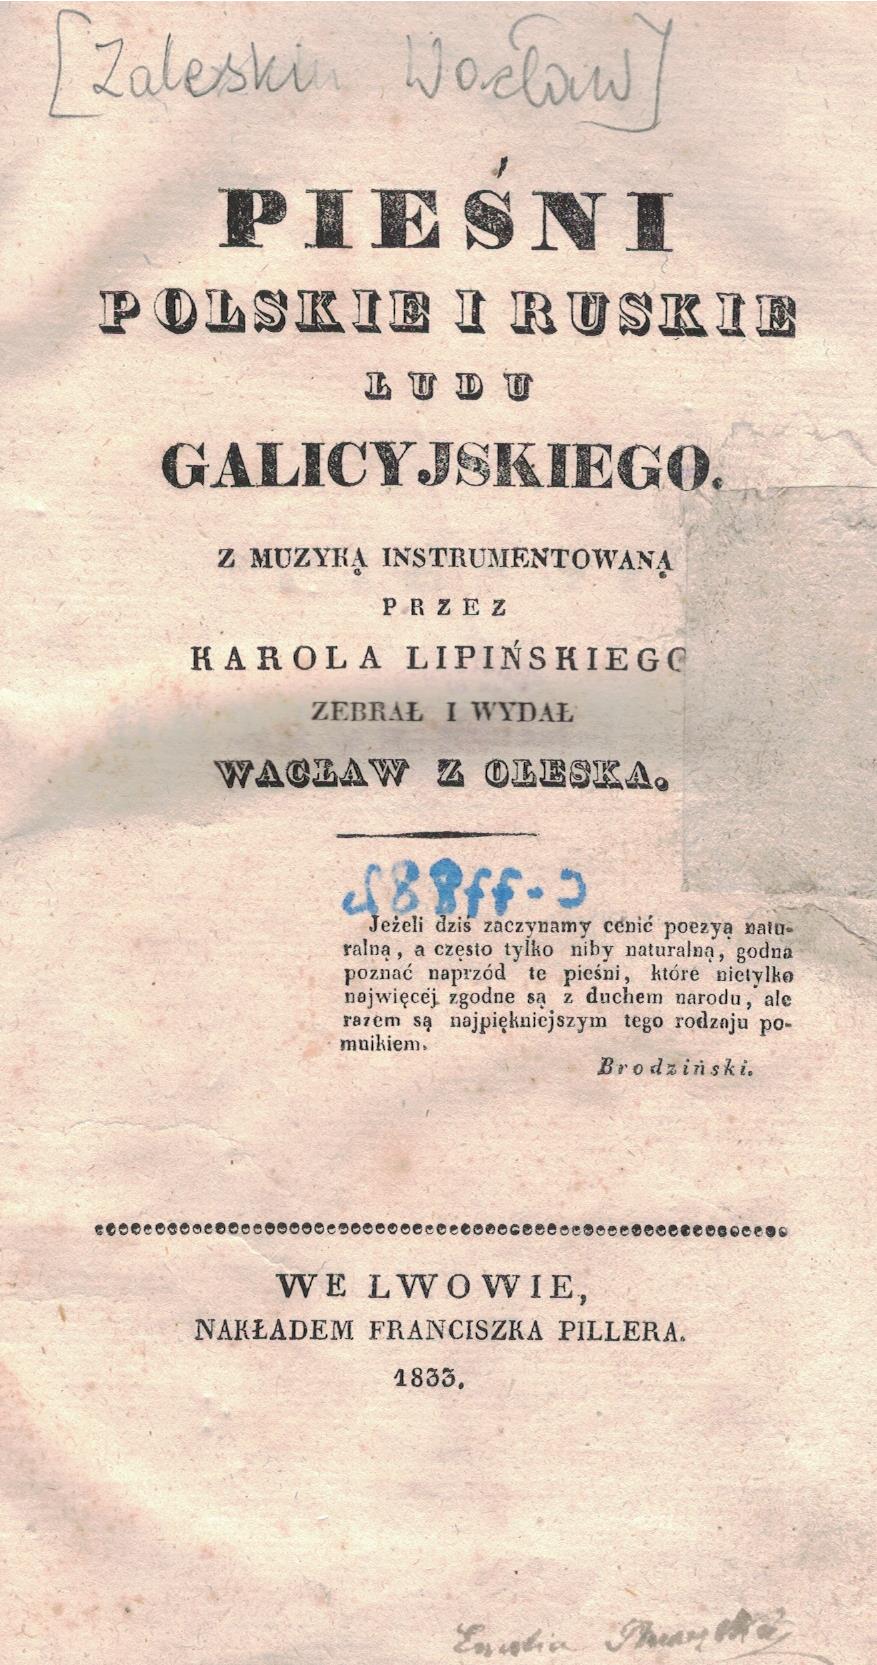 [Zaleski Wacław]
PIEŚNI
POLSKIE I RUSKIE
LUDU
GALICYJSKIEGO.
Z MUZYKĄ INSTRUMENTOWANĄ
PRZEZ
KAROLA LIPIŃSKIEGO
ZEBRAŁ I WYDAŁ
WACŁAW Z OLESKA.
Jeżeli dziś zaczynamy cenić poezyą natu-
ralną, a często tylko niby naturalną, godna
poznać naprzód te pieśni, które nietylko
najwięcéj zgodne są z duchem narodu, ale
razem są najpiękniejszym tego rodzaju po-
mnikiem.
Brodziński.
WE LWOWIE,
NAKŁADEM FRANCISZKA PILLERA.
1833.